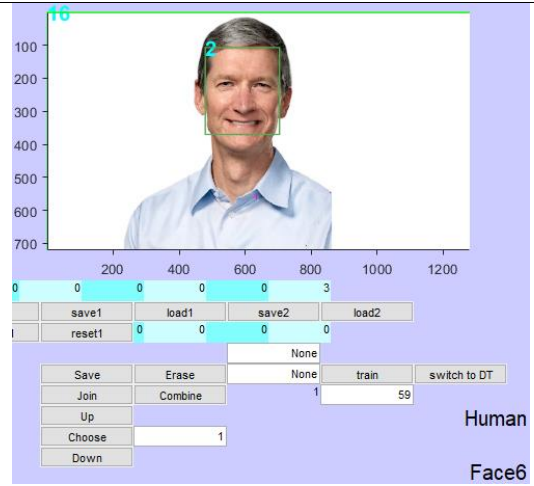 16
100
2
200
300
400
500
600
700
200 400 600 800 1000 1200
0 0 0 0 0 3
save1 load1 save2 load2
reset1 0 0 0 0
None
Save Erase None train switch to DT
Join Combine 1 59
Up
Human
Choose 1
Down
Face6